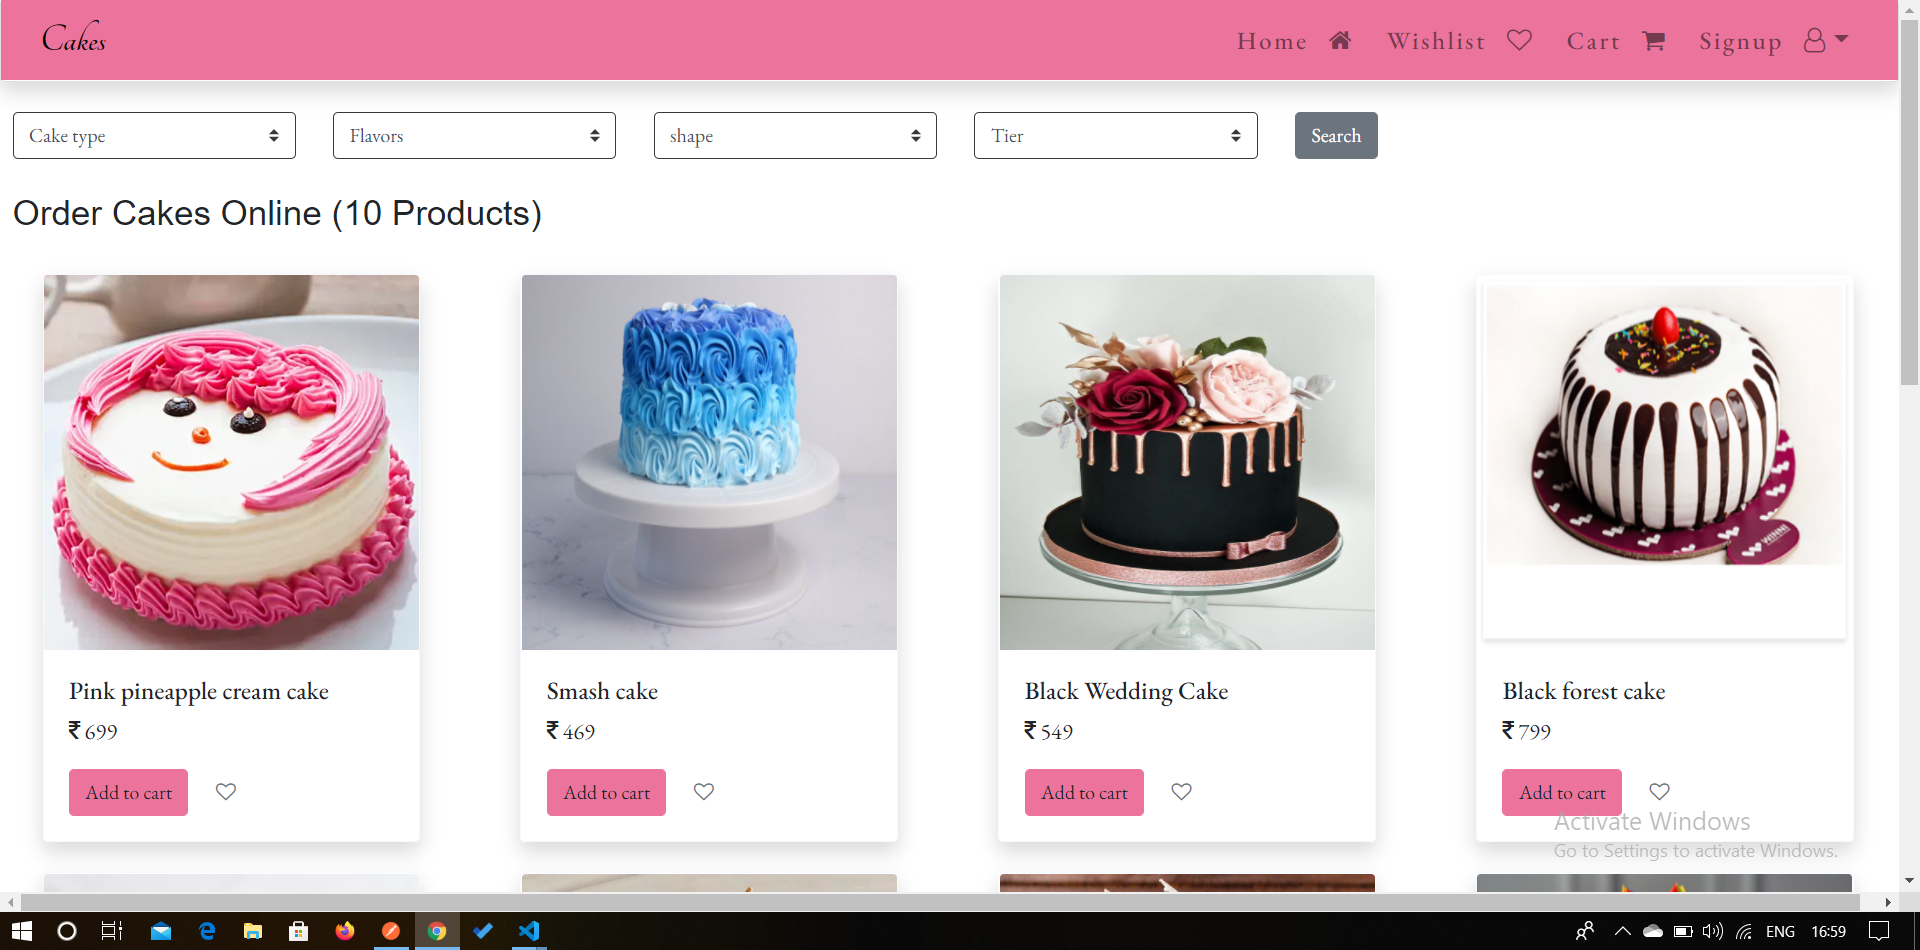 Cakes
Home Wishlist Cart Signup
Cake type Flavors shape Tier Search
Order Cakes Online (10 Products)
Pink pineapple cream cake Smash cake Black Wedding Cake Black forest cake
₹ 699 ₹ 469 ₹ 549 ₹ 799
Add to cart Add to cart Add to cart Add to cart
WINNI
Activate Windows
Go to Settings to activate Windows.
ENG 16:59